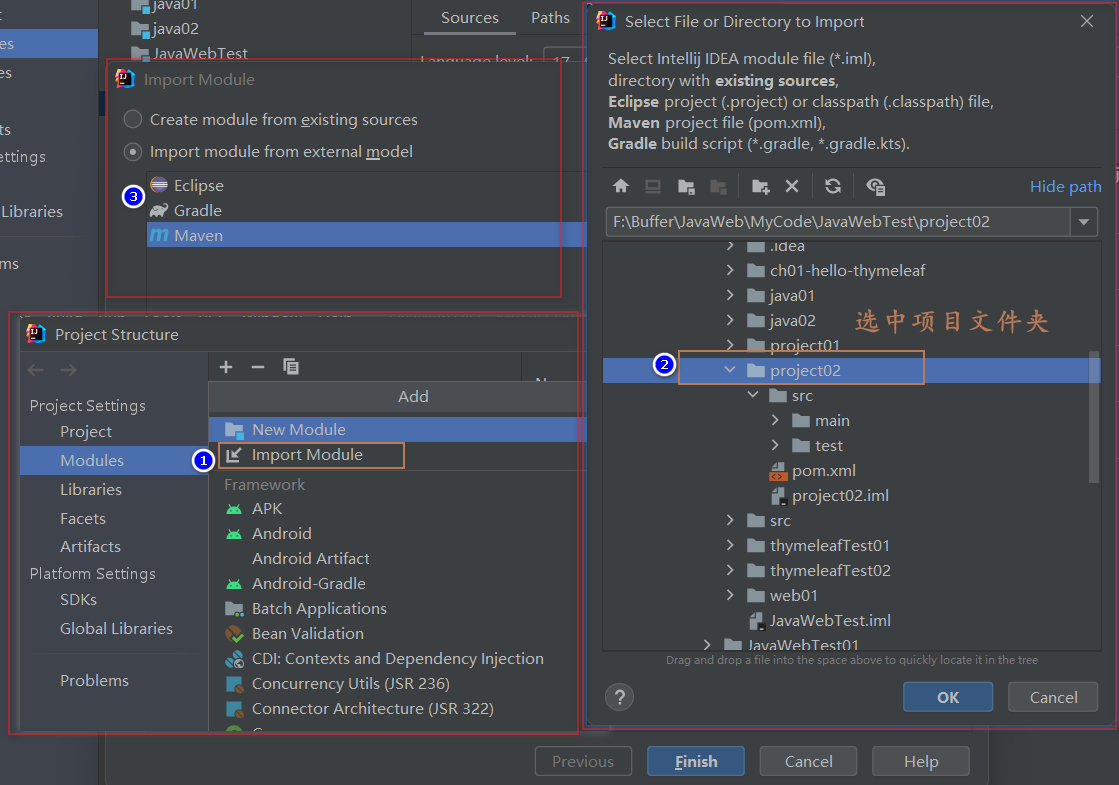 java01
java02
JavaWebTest
Sources
Paths
Language level:
17
es
es
ts
ettings
Libraries
ms
Import Module
Create module from existing sources
Import module from external model
3
Eclipse
Gradle
Maven
Project Structure
Add
Project Settings
Project
Modules
Libraries
Facets
Artifacts
Platform Settings
SDKs
Global Libraries
Problems
New Module
1
Import Module
Framework
APK
Android
Android Artifact
Android-Gradle
Batch Applications
Bean Validation
CDI: Contexts and Dependency Injection
Concurrency Utils (JSR 236)
Connector Architecture (JSR 322)
Select File or Directory to Import
Select Intellij IDEA module file (*.iml),
directory with existing sources,
Eclipse project (.project) or classpath (.classpath) file,
Maven project file (pom.xml),
Gradle build script (*.gradle, *.gradle.kts).
Hide path
F:\Buffer\JavaWeb\MyCode\JavaWebTest\project02
.idea
ch01-hello-thymeleaf
java01
java02
选中项目文件夹
project01
2
project02
src
main
test
pom.xml
project02.iml
src
thymeleafTest01
thymeleafTest02
web01
JavaWebTest.iml
JavaWebTest01
Drag and drop a file into the space above to quickly locate it in the tree
?
OK
Cancel
Previous
Finish
Cancel
Help